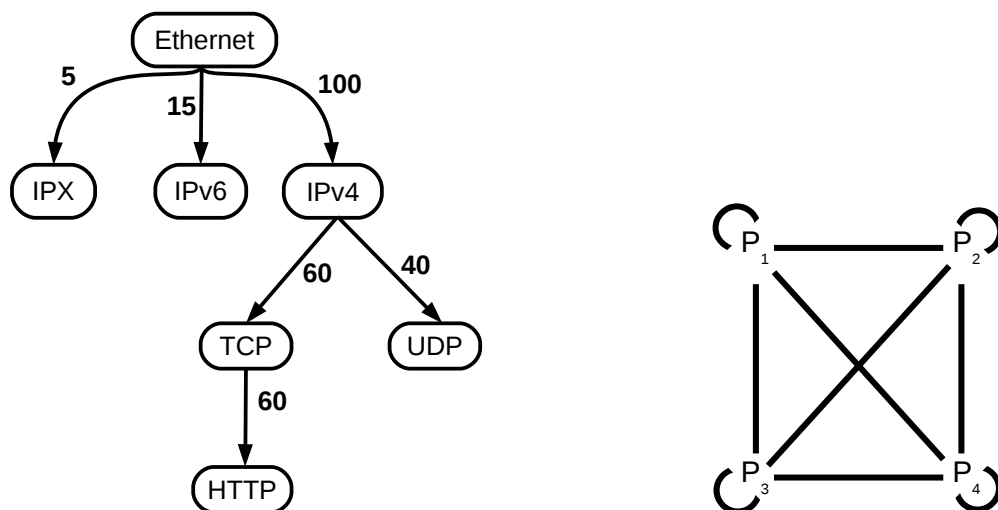 Ethernet
5
15
100
IPX
IPv6
IPv4
60
40
TCP
UDP
60
HTTP
P1
P2
P3
P4